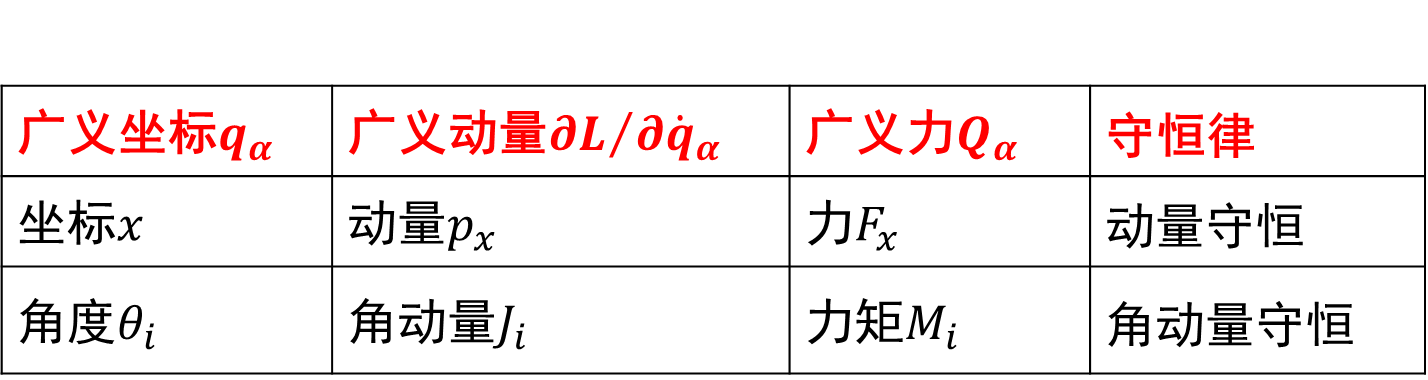 广义坐标𝒒𝜶 广义动量𝝏𝑳/𝝏𝒒̇𝜶 广义力𝑸𝜶 守恒律
坐标𝑥 动量𝑝𝑥 力𝐹𝑥 动量守恒
角度𝜃𝑖 角动量𝐽𝑖 力矩𝑀𝑖 角动量守恒